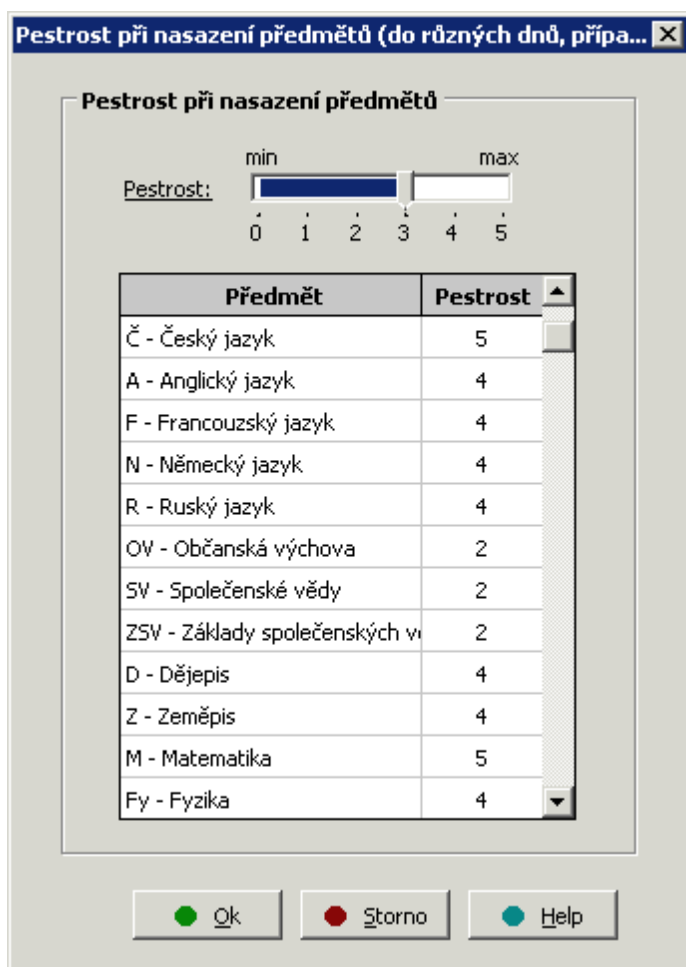 Pestrost při nasazení předmětů (do různých dnů, přípa...
Pestrost při nasazení předmětů
min max
Pestrost:
0 1 2 3 4 5
Předmět Pestrost
Č - Český jazyk 5
A - Anglický jazyk 4
F - Francouzský jazyk 4
N - Německý jazyk 4
R - Ruský jazyk 4
OV - Občanská výchova 2
SV - Společenské vědy 2
ZSV - Základy společenských v 2
D - Dějepis 4
Z - Zeměpis 4
M - Matematika 5
Fy - Fyzika 4
Ok Storno Help